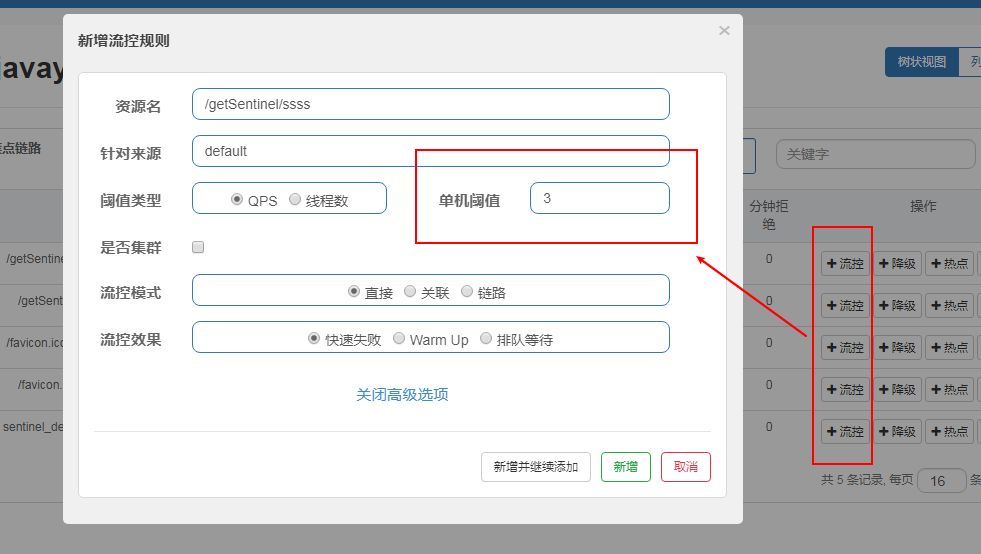 新增流控规则
×
javay
树状视图
列
资源名 /getSentinel/ssss
针对来源 default
点链路
关键字
阈值类型 QPS 线程数 单机阈值 3
分钟拒绝
操作
是否集群
流控模式 直接 关联 链路
流控效果 快速失败 Warm Up 排队等待
关闭高级选项
新增并继续添加 新增 取消
/getSentine 0 流控 降级 热点
/getSent 0 流控 降级 热点
/favicon.ico 0 流控 降级 热点
/favicon. 0 流控 降级 热点
sentinel_de 0 流控 降级 热点
共 5 条记录, 每页 16 条